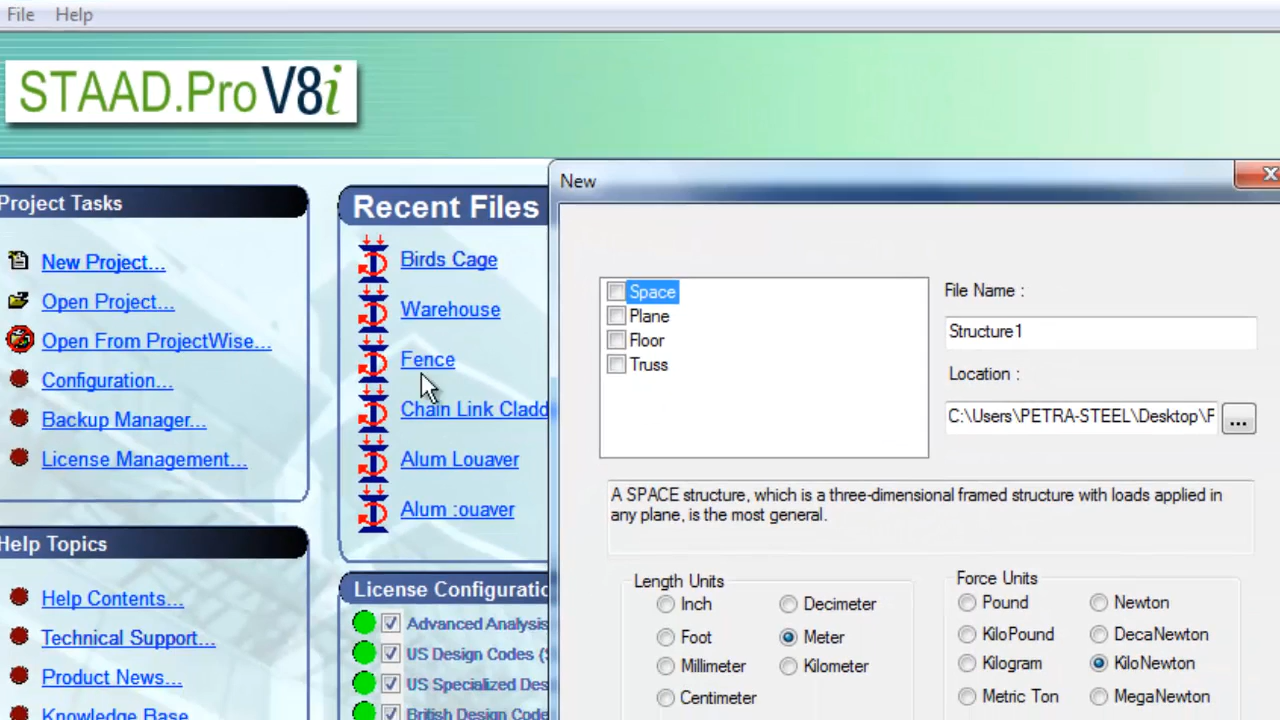 File Help
STAAD.Pro V8i
Project Tasks
New Project...
Open Project...
Open From ProjectWise...
Configuration...
Backup Manager...
License Management...
Help Topics
Help Contents...
Technical Support...
Product News...
Knowledge Base
Recent Files
Birds Cage
Warehouse
Fence
Chain Link Cladd
Alum Louaver
Alum :ouaver
License Configuratio
Advanced Analysis
US Design Codes (S
US Specialized Des
British Design Code
New
Space
Plane
Floor
Truss
File Name :
Structure1
Location :
C:\Users\PETRA-STEEL\Desktop\F
...
A SPACE structure, which is a three-dimensional framed structure with loads applied in
any plane, is the most general.
Length Units
Inch Decimeter
Foot Meter
Millimeter Kilometer
Centimeter
Force Units
Pound Newton
KiloPound DecaNewton
Kilogram KiloNewton
Metric Ton MegaNewton